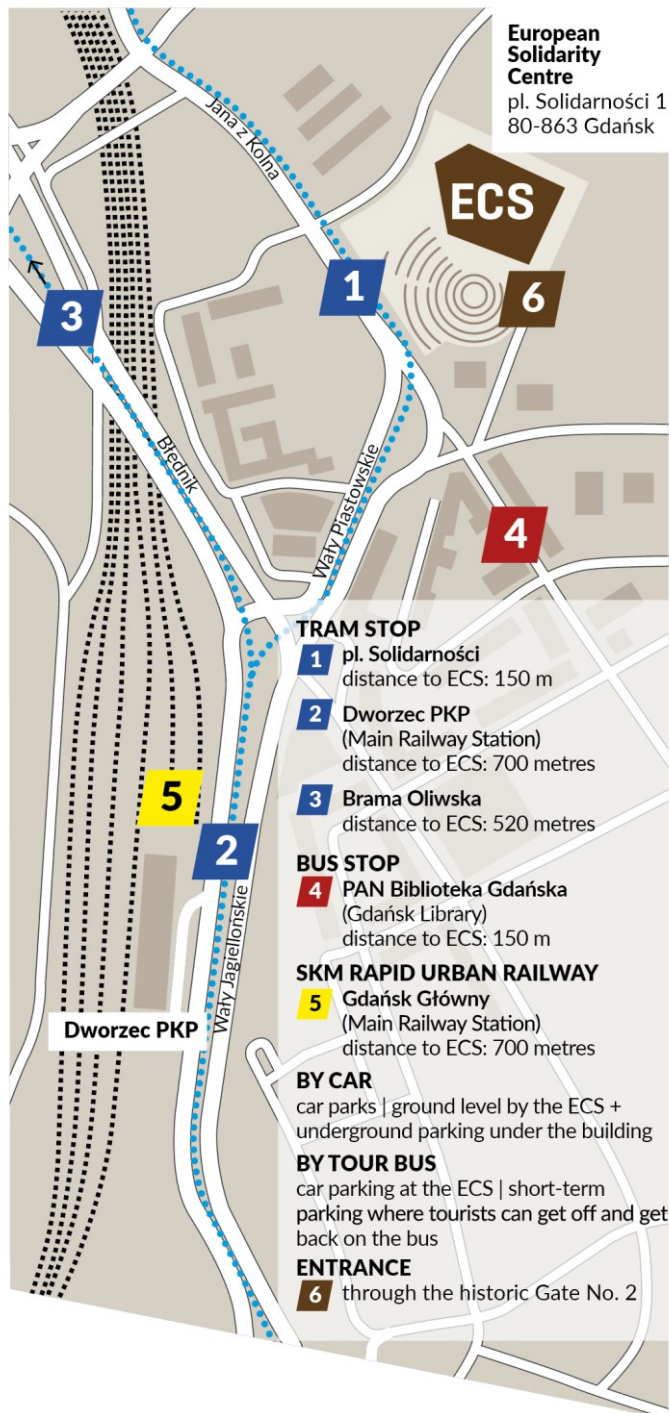 European
Solidarity
Centre
pl. Solidarności 1
80-863 Gdańsk
Jana z Kolna
ECS
1
6
3
Błednik
Wały Piastowskie
4
TRAM STOP
1 pl. Solidarności
distance to ECS: 150 m
2 Dworzec PKP
(Main Railway Station)
distance to ECS: 700 metres
3 Brama Oliwska
distance to ECS: 520 metres
5
2
BUS STOP
4 PAN Biblioteka Gdańska
(Gdańsk Library)
distance to ECS: 150 m
Wały Jagiellońskie
SKM RAPID URBAN RAILWAY
5 Gdańsk Główny
(Main Railway Station)
distance to ECS: 700 metres
Dworzec PKP
BY CAR
car parks | ground level by the ECS +
underground parking under the building
BY TOUR BUS
car parking at the ECS | short-term
parking where tourists can get off and get
back on the bus
ENTRANCE
6 through the historic Gate No. 2